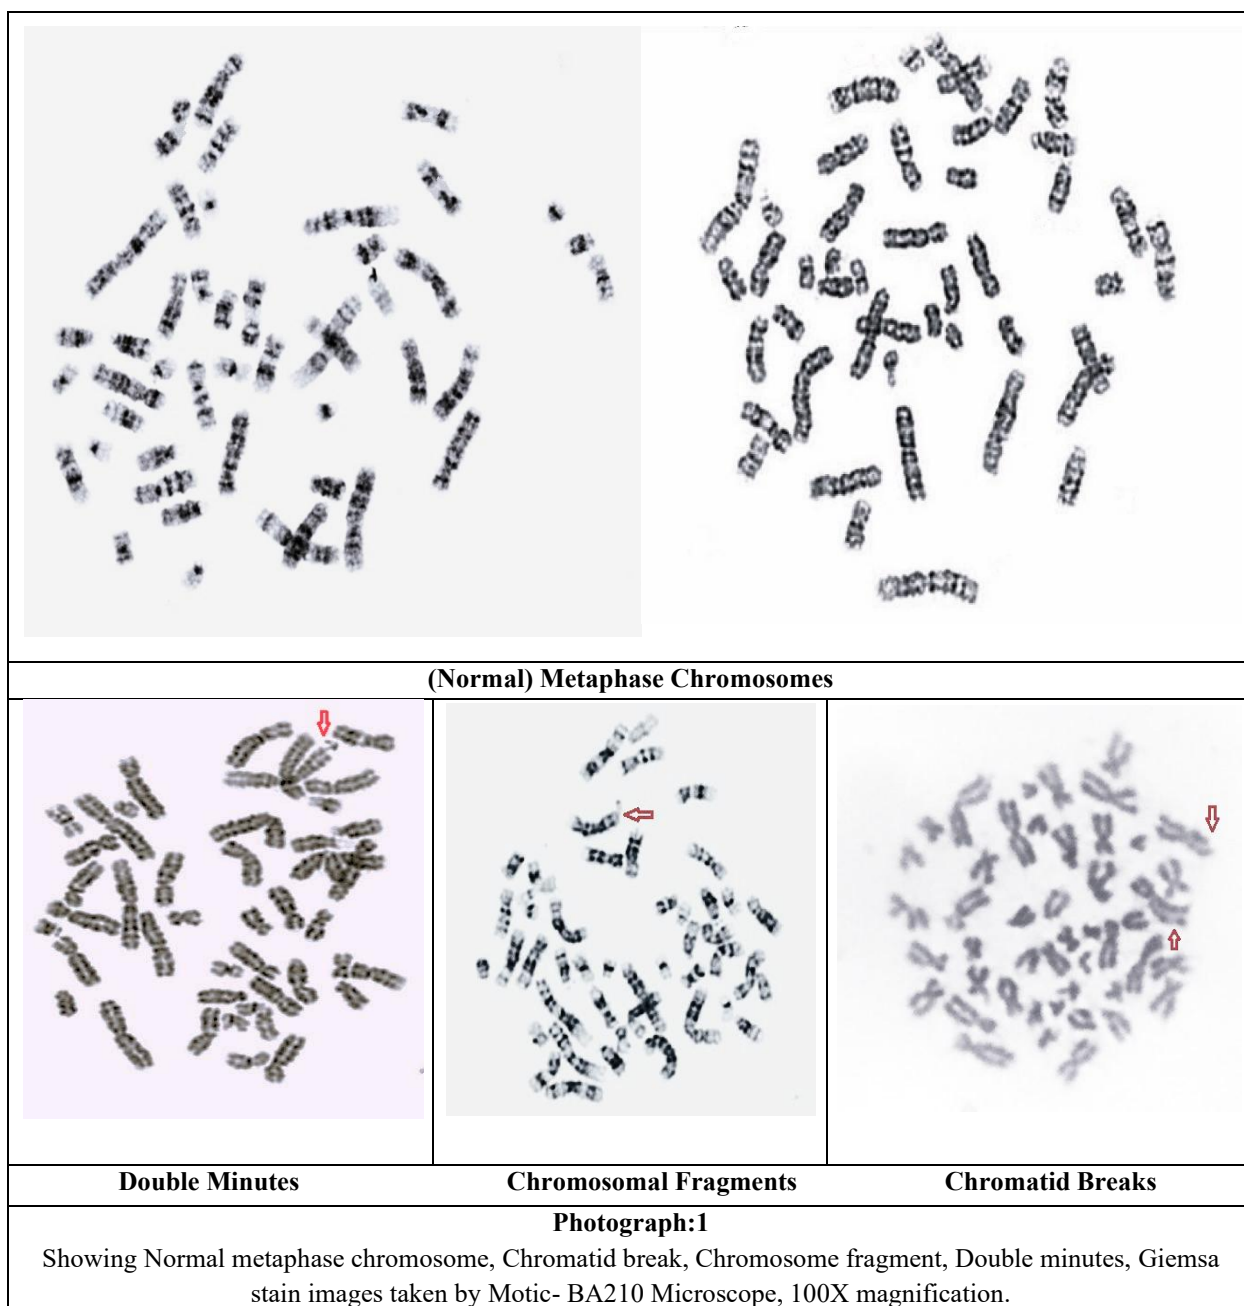 (Normal) Metaphase Chromosomes
Double Minutes
Chromosomal Fragments
Chromatid Breaks
Photograph:1
Showing Normal metaphase chromosome, Chromatid break, Chromosome fragment, Double minutes, Giemsa
stain images taken by Motic- BA210 Microscope, 100X magnification.